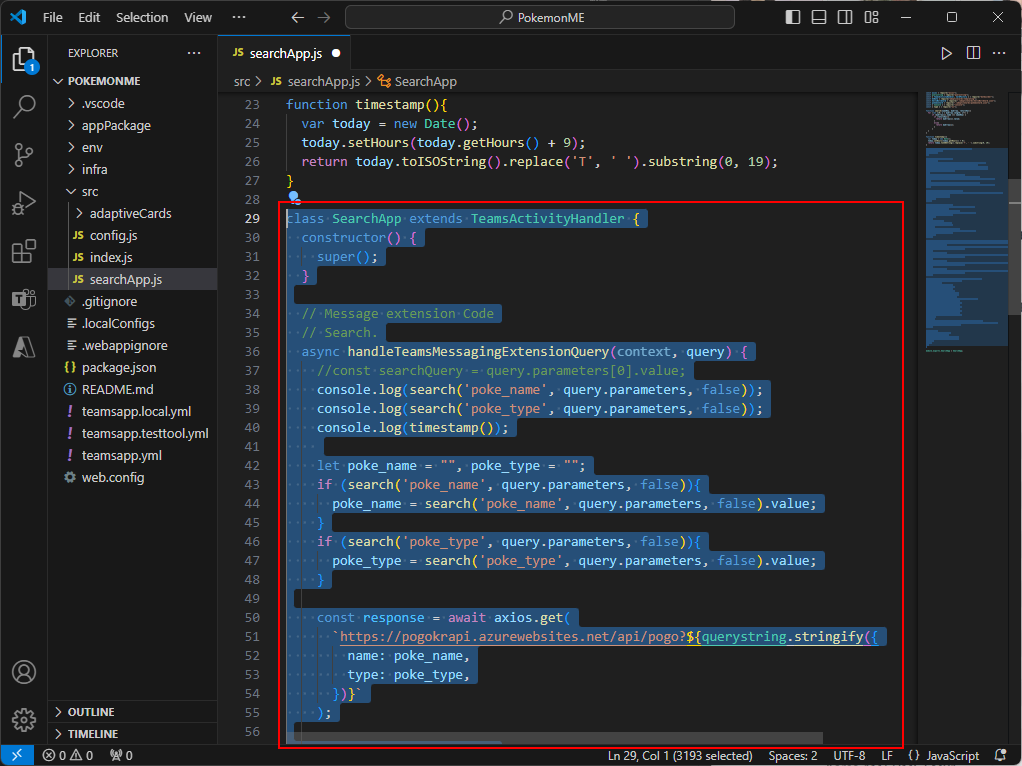 File Edit Selection View ··· PokemonME
EXPLORER ···
POKEMONME
.vscode
appPackage
env
infra
src
adaptiveCards
JS config.js
JS index.js
JS searchApp.js
.gitignore
.localConfigs
.webappignore
{} package.json
README.md
! teamsapp.local.yml
! teamsapp.testtool.yml
! teamsapp.yml
web.config
OUTLINE
TIMELINE
1
JS searchApp.js
src > JS searchApp.js > SearchApp
23 function timestamp(){
24 var today = new Date();
25 today.setHours(today.getHours() + 9);
26 return today.toISOString().replace('T', ' ').substring(0, 19);
27 }
28
29 class SearchApp extends TeamsActivityHandler {
30 constructor() {
31 super();
32 }
33
34 // Message extension Code
35 // Search.
36 async handleTeamsMessagingExtensionQuery(context, query) {
37 //const searchQuery = query.parameters[0].value;
38 console.log(search('poke_name', query.parameters, false));
39 console.log(search('poke_type', query.parameters, false));
40 console.log(timestamp());
41
42 let poke_name = "", poke_type = "";
43 if (search('poke_name', query.parameters, false)){
44 poke_name = search('poke_name', query.parameters, false).value;
45 }
46 if (search('poke_type', query.parameters, false)){
47 poke_type = search('poke_type', query.parameters, false).value;
48 }
49
50 const response = await axios.get(
51 `https://pogokrapi.azurewebsites.net/api/pogo?${querystring.stringify({
52 name: poke_name,
53 type: poke_type,
54 })}`
55 );
56
0 0 0 Ln 29, Col 1 (3193 selected) Spaces: 2 UTF-8 LF {} JavaScript